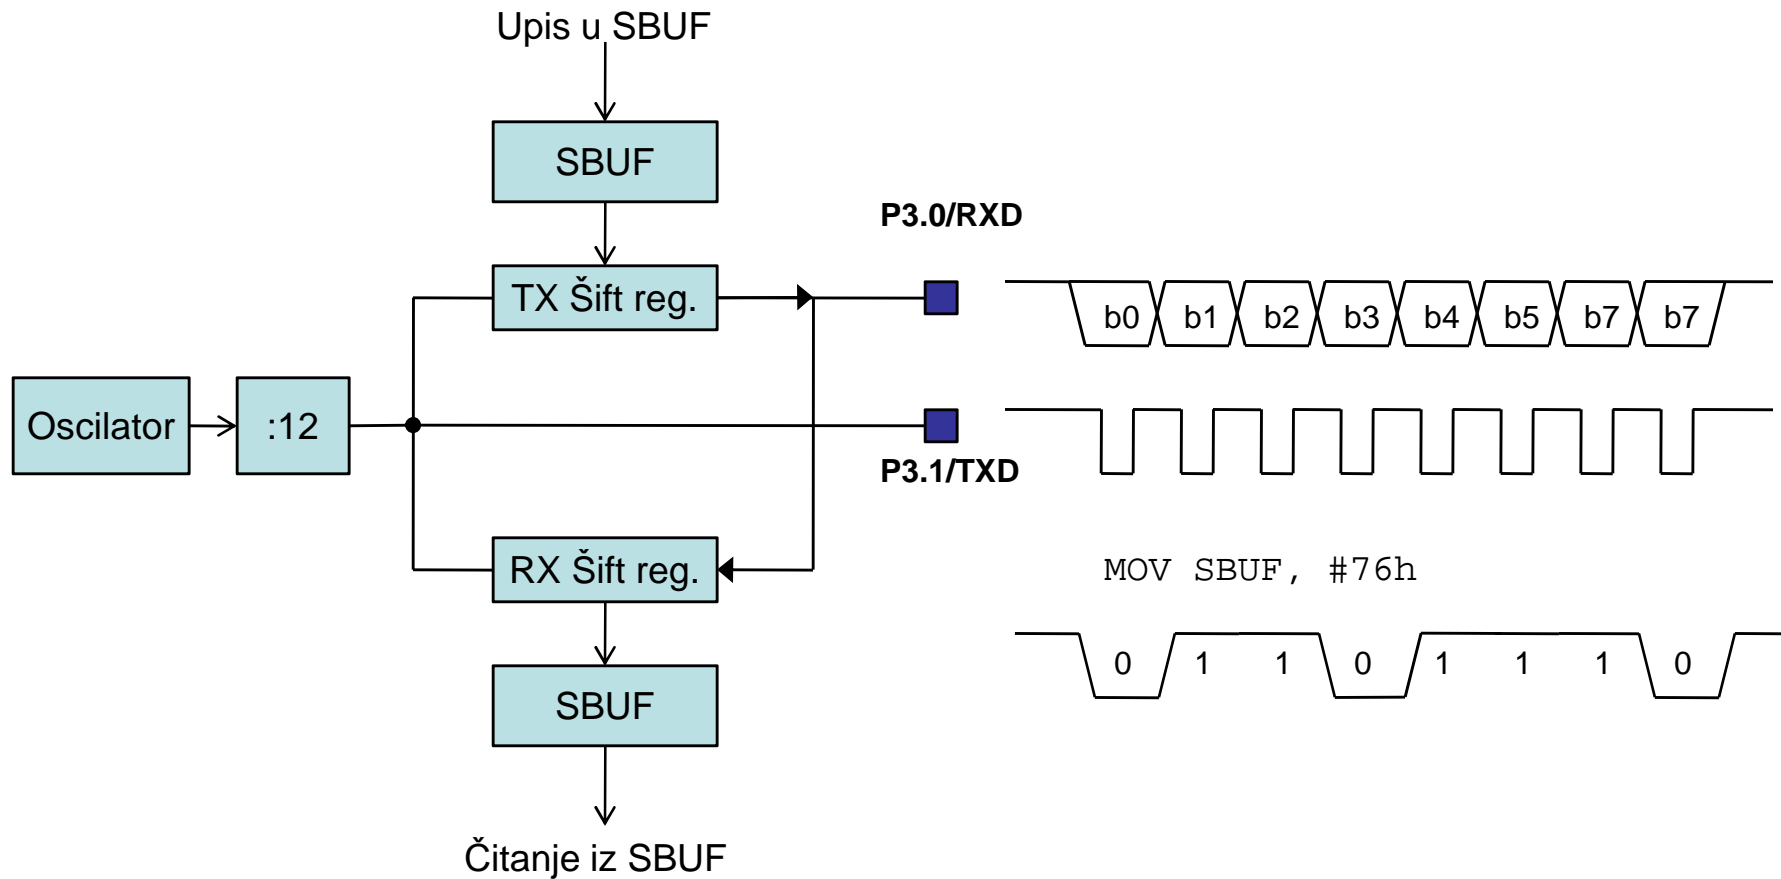 Upis u SBUF
SBUF
P3.0/RXD
TX Šift reg.
b0 b1 b2 b3 b4 b5 b7 b7
Oscilator
:12
P3.1/TXD
RX Šift reg.
MOV SBUF, #76h
0 1 1 0 1 1 1 0
SBUF
Čitanje iz SBUF